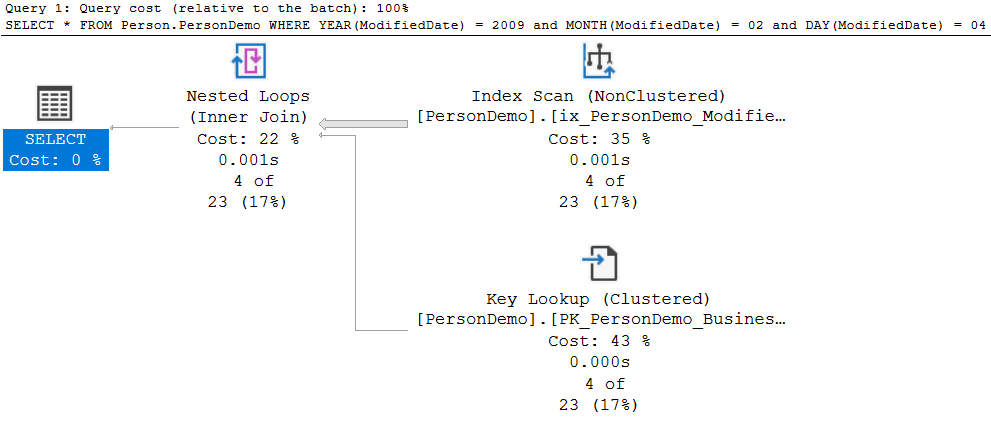 Query 1: Query cost (relative to the batch): 100%
SELECT * FROM Person.PersonDemo WHERE YEAR(ModifiedDate) = 2009 and MONTH(ModifiedDate) = 02 and DAY(ModifiedDate) = 04
SELECT
Cost: 0 %
Nested Loops
(Inner Join)
Cost: 22 %
0.001s
4 of
23 (17%)
Index Scan (NonClustered)
[PersonDemo].[ix_PersonDemo_Modifie…
Cost: 35 %
0.001s
4 of
23 (17%)
Key Lookup (Clustered)
[PersonDemo].[PK_PersonDemo_Busines…
Cost: 43 %
0.000s
4 of
23 (17%)